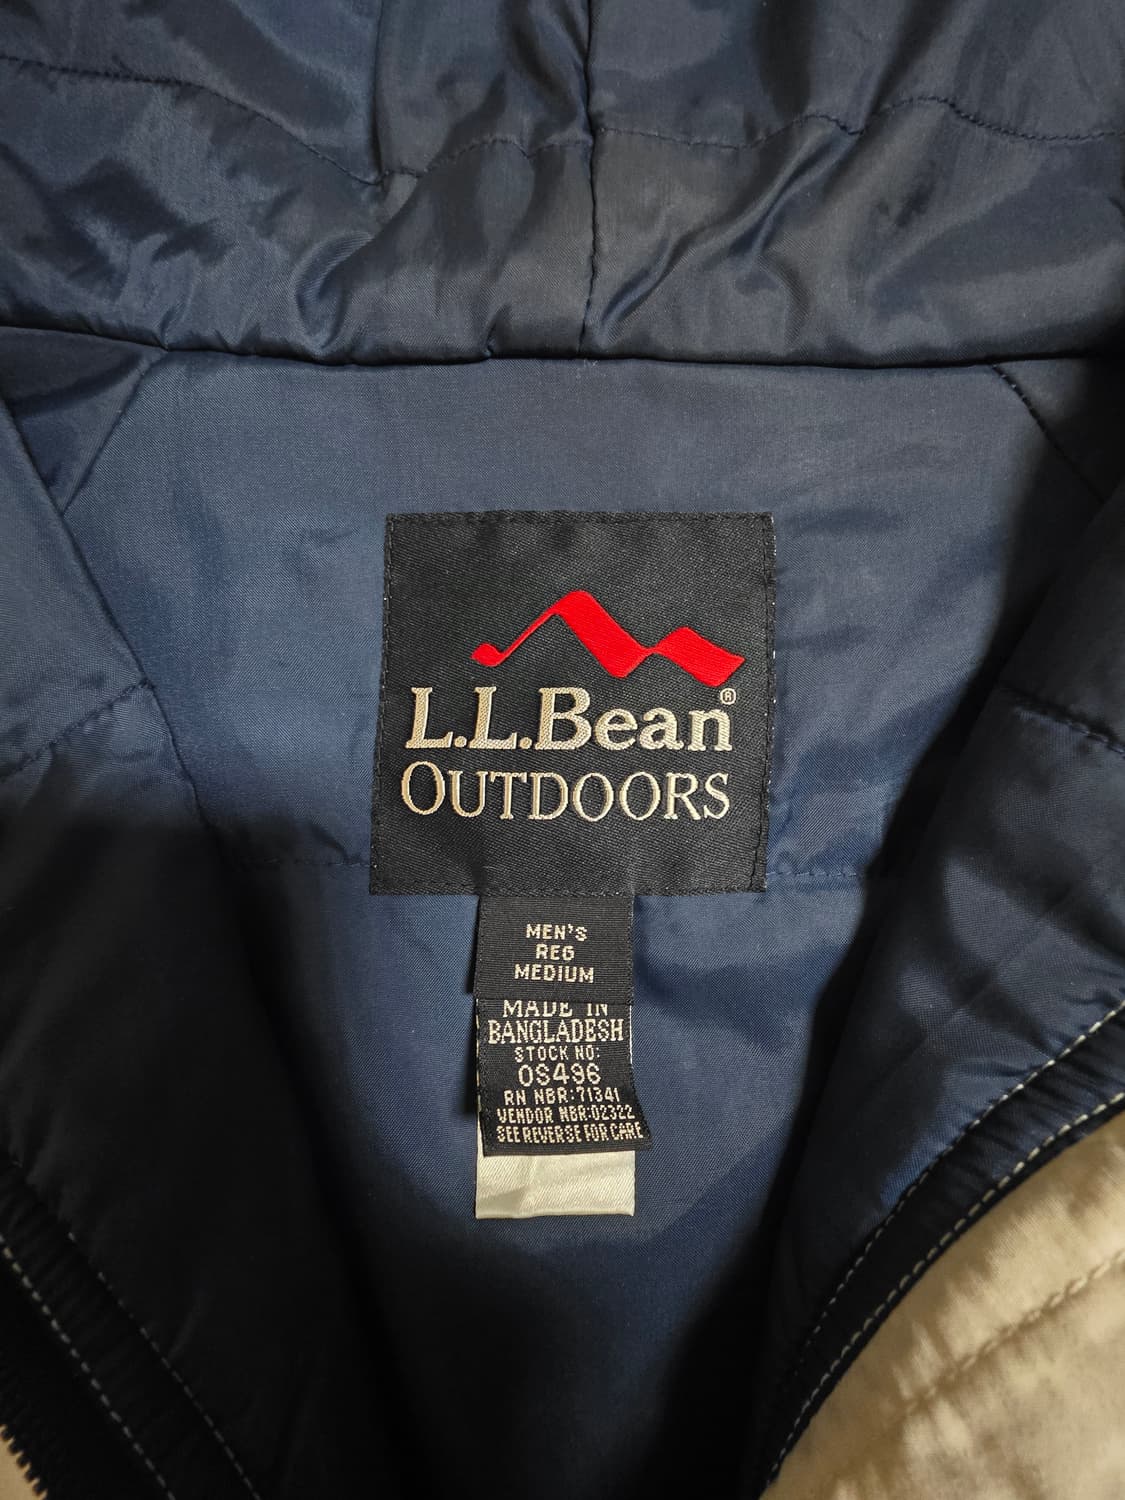 L.L.Bean®
OUTDOORS
MEN'S
REG
MEDIUM
MADE IN
BANGLADESH
STOCK NO:
0S496
RN NBR:71341
VENDOR NBR:02322
SEE REVERSE FOR CARE